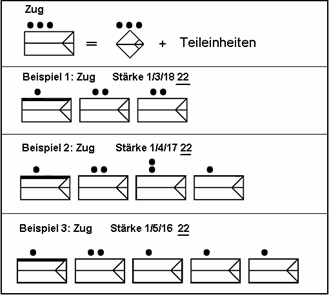 Zug
= + Teileinheiten
Beispiel 1: Zug Stärke 1/3/18 22
Beispiel 2: Zug Stärke 1/4/17 22
Beispiel 3: Zug Stärke 1/5/16 22